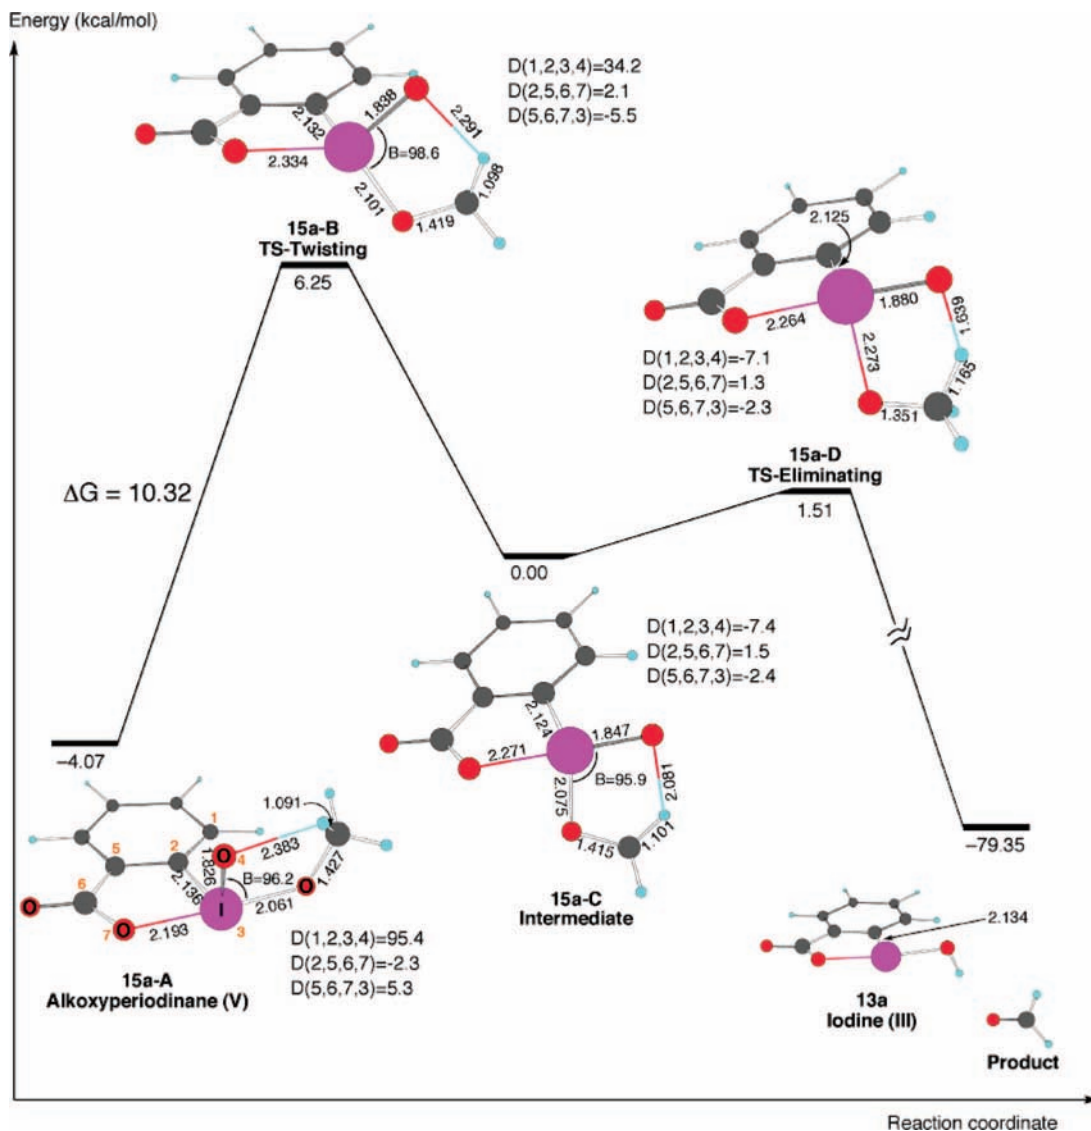 Energy (kcal/mol)
D(1,2,3,4)=34.2
D(2,5,6,7)=2.1
D(5,6,7,3)=-5.5
2.132
1.838
2.291
2.334
B=98.6
1.098
2.101
1.419
15a-B
TS-Twisting
6.25
2.125
1.880
1.639
2.264
2.273
1.165
1.351
D(1,2,3,4)=-7.1
D(2,5,6,7)=1.3
D(5,6,7,3)=-2.3
15a-D
TS-Eliminating
1.51
ΔG = 10.32
0.00
D(1,2,3,4)=-7.4
D(2,5,6,7)=1.5
D(5,6,7,3)=-2.4
2.124
1.847
2.271
B=95.9
2.081
2.075
1.101
1.415
15a-C
Intermediate
−4.07
1.091
1
2
5
O
4
2.383
1.826
2.136
B=96.2
1.427
6
O
O
O
I
2.061
7
2.193
3
D(1,2,3,4)=95.4
D(2,5,6,7)=-2.3
D(5,6,7,3)=5.3
15a-A
Alkoxyperiodinane (V)
−79.35
2.134
13a
Iodine (III)
Product
Reaction coordinate